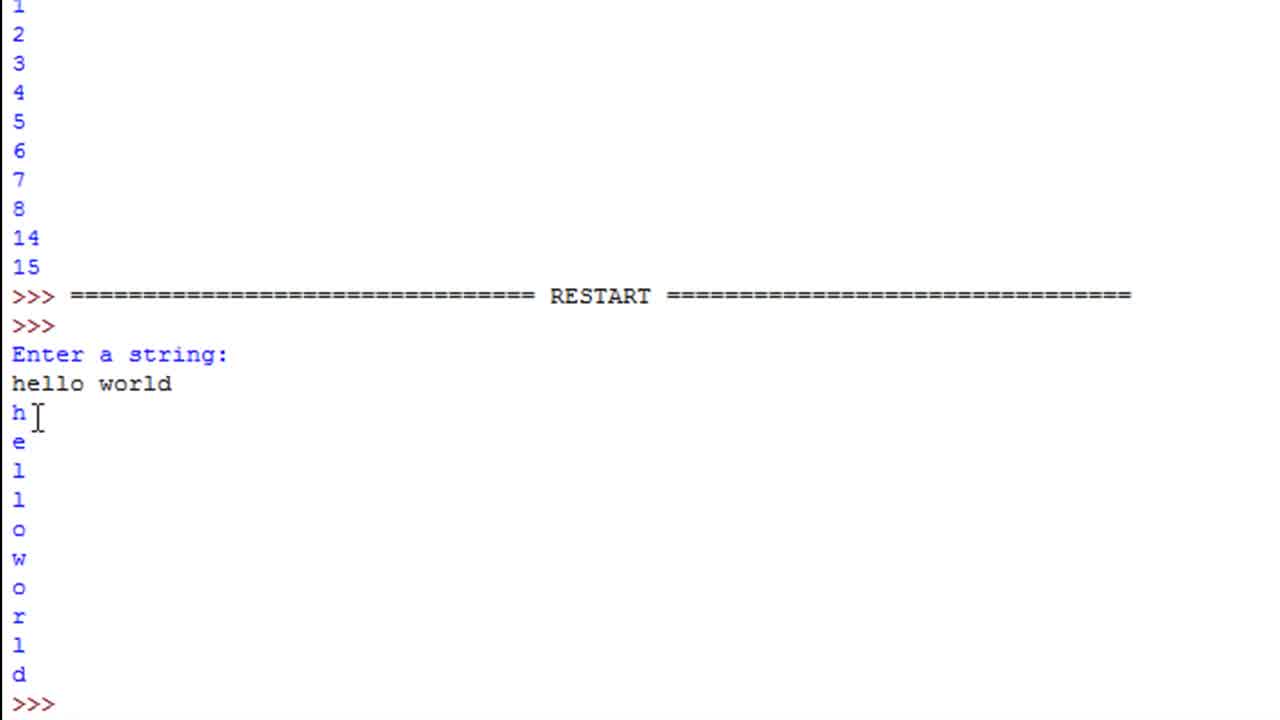 1
2
3
4
5
6
7
8
14
15
>>> ================================ RESTART ================================
>>>
Enter a string:
hello world
h
e
l
l
o
w
o
r
l
d
>>>